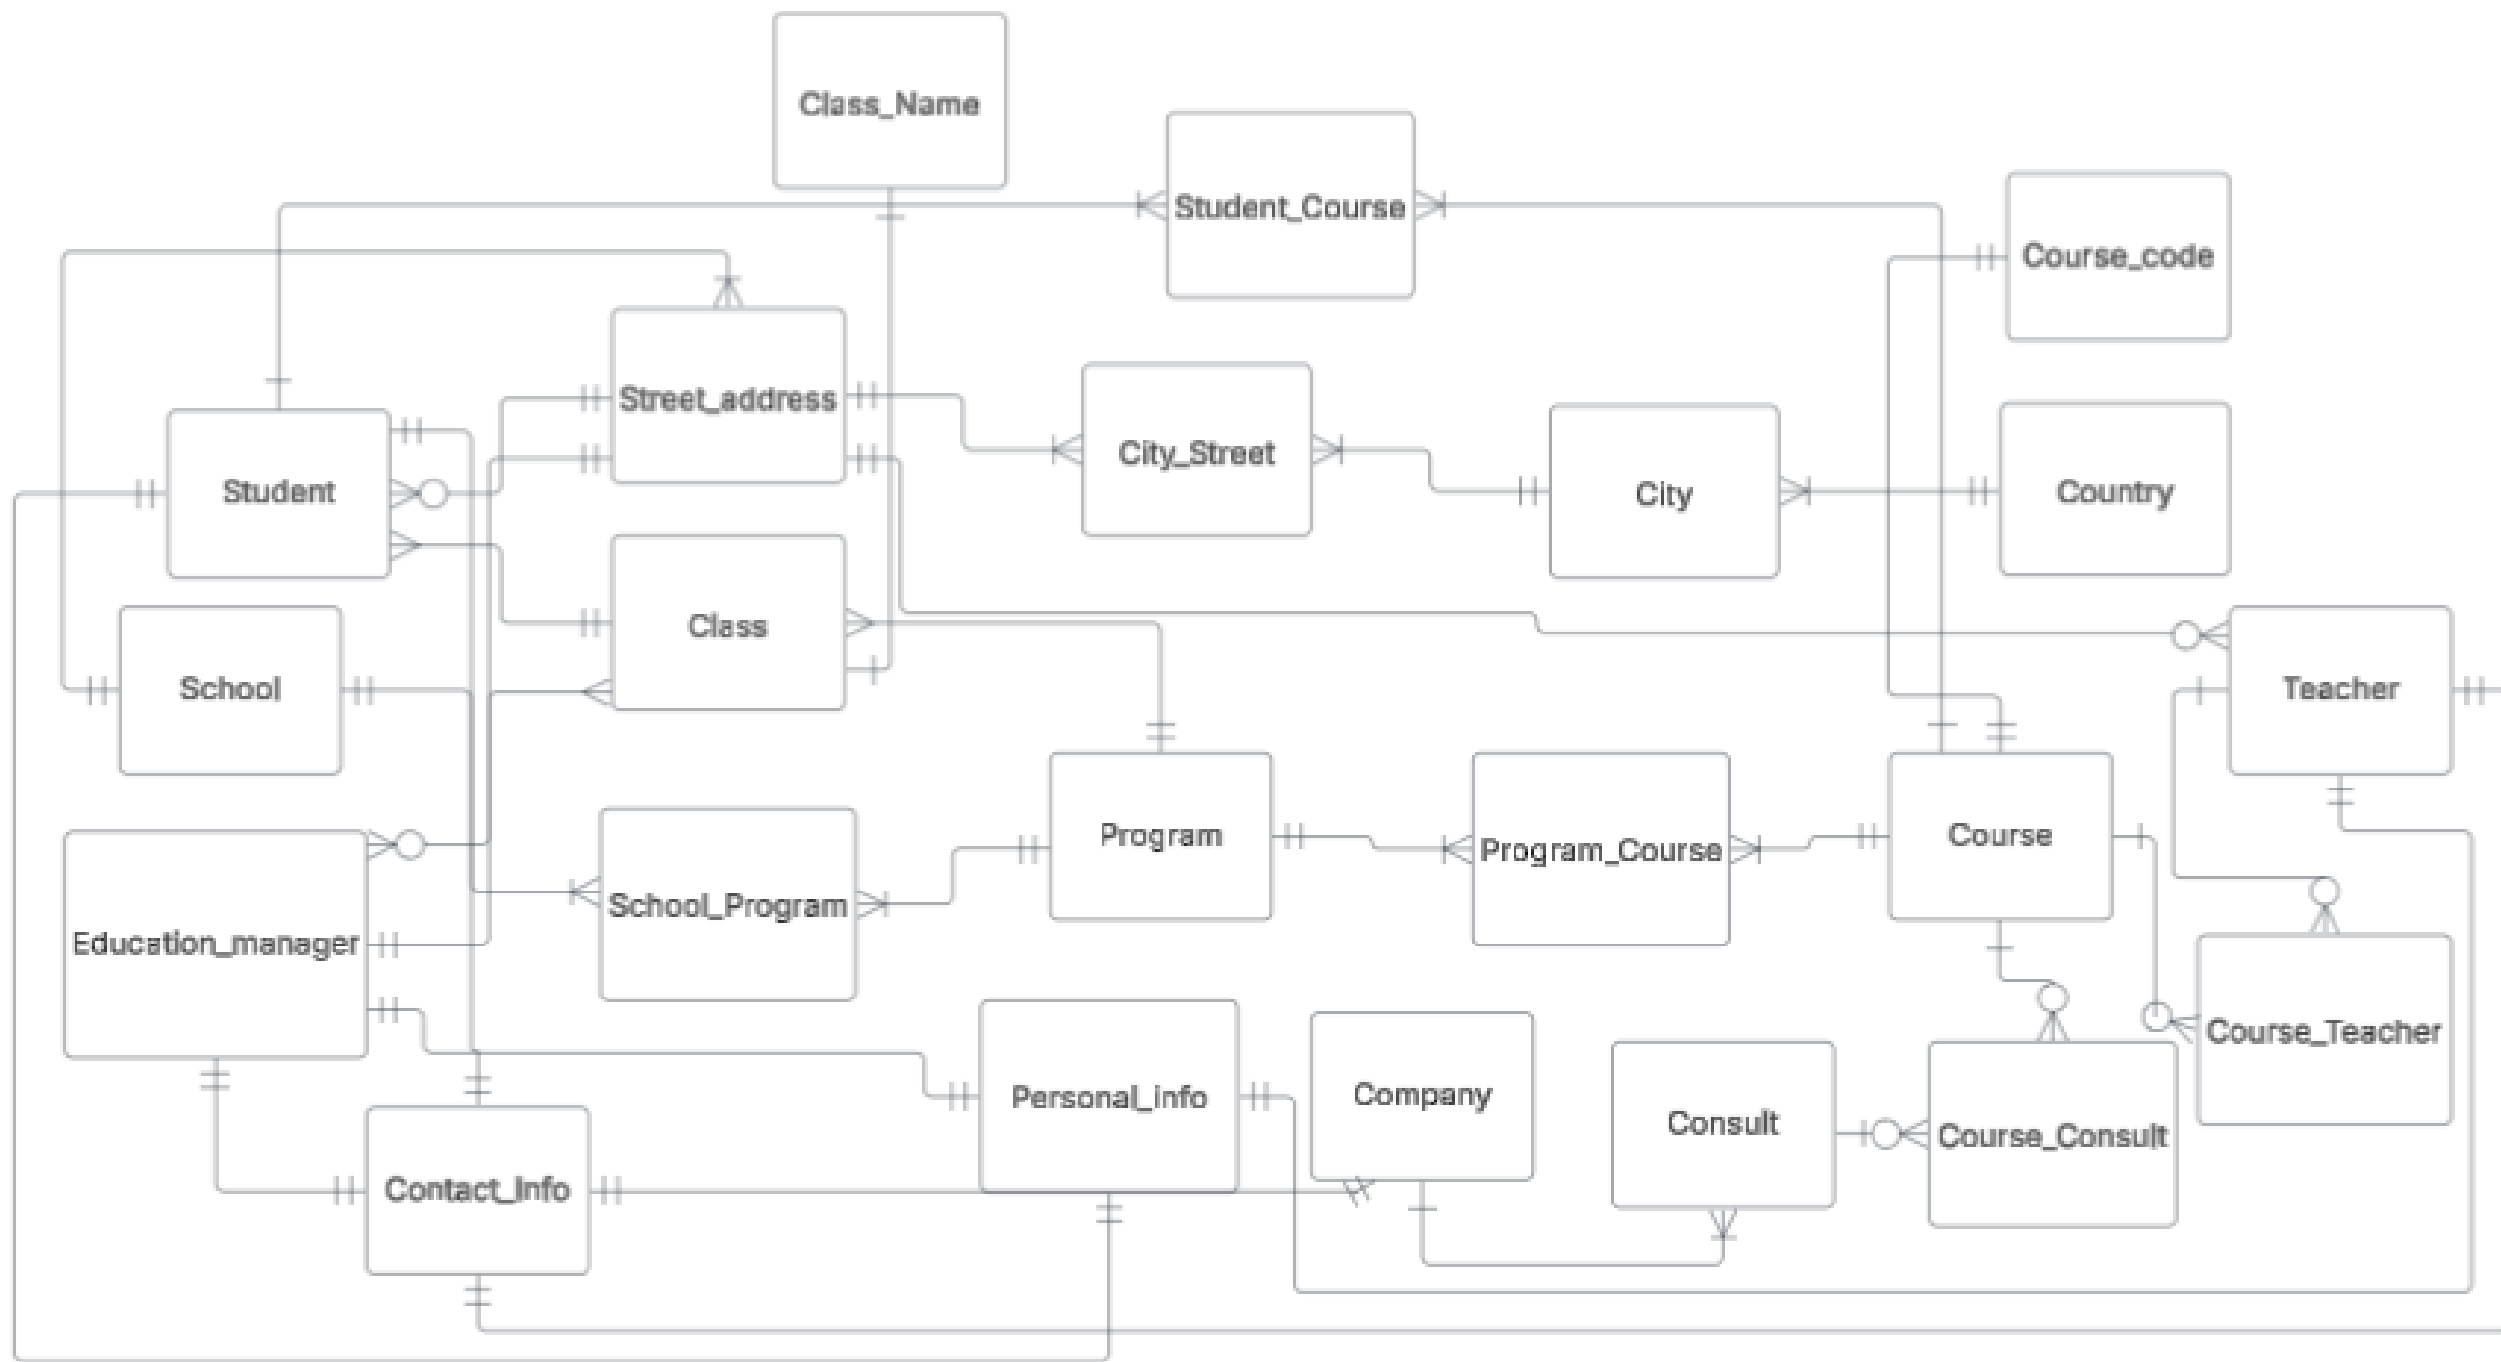 Class_Name
Student_Course
Course_code
Street_address
City_Street
Student
City
Country
Class
School
Teacher
Program
Program_Course
Course
School_Program
Education_manager
Course_Teacher
Personal_info
Company
Consult
Course_Consult
Contact_Info